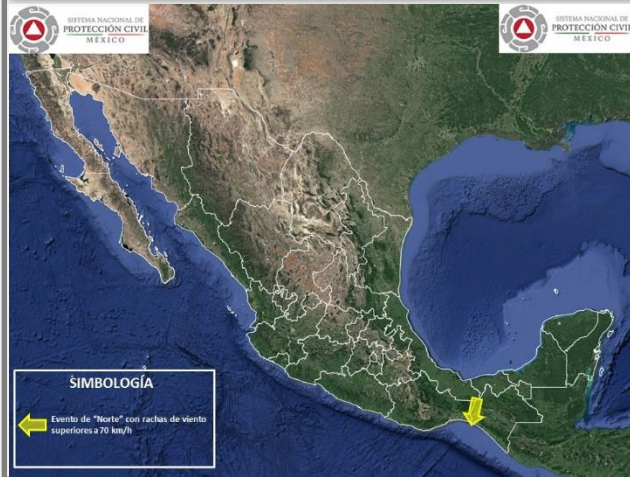 SISTEMA NACIONAL DE
PROTECCIÓN CIVIL
MÉXICO
SISTEMA NACIONAL DE
PROTECCIÓN CIVIL
MÉXICO
SIMBOLOGÍA
Evento de "Norte" con rachas de viento
superiores a 70 km/h